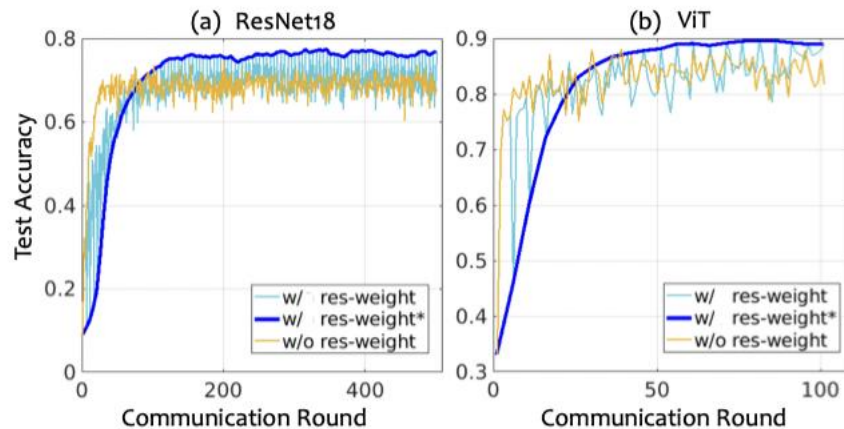 (a) ResNet18
(b) ViT
Test Accuracy
0.8
0.6
0.4
0.2
0
0
200
400
Communication Round
w/ res-weight
w/ res-weight*
w/o res-weight
0.9
0.8
0.7
0.6
0.5
0.4
0.3
0
50
100
Communication Round
w/ res-weight
w/ res-weight*
w/o res-weight